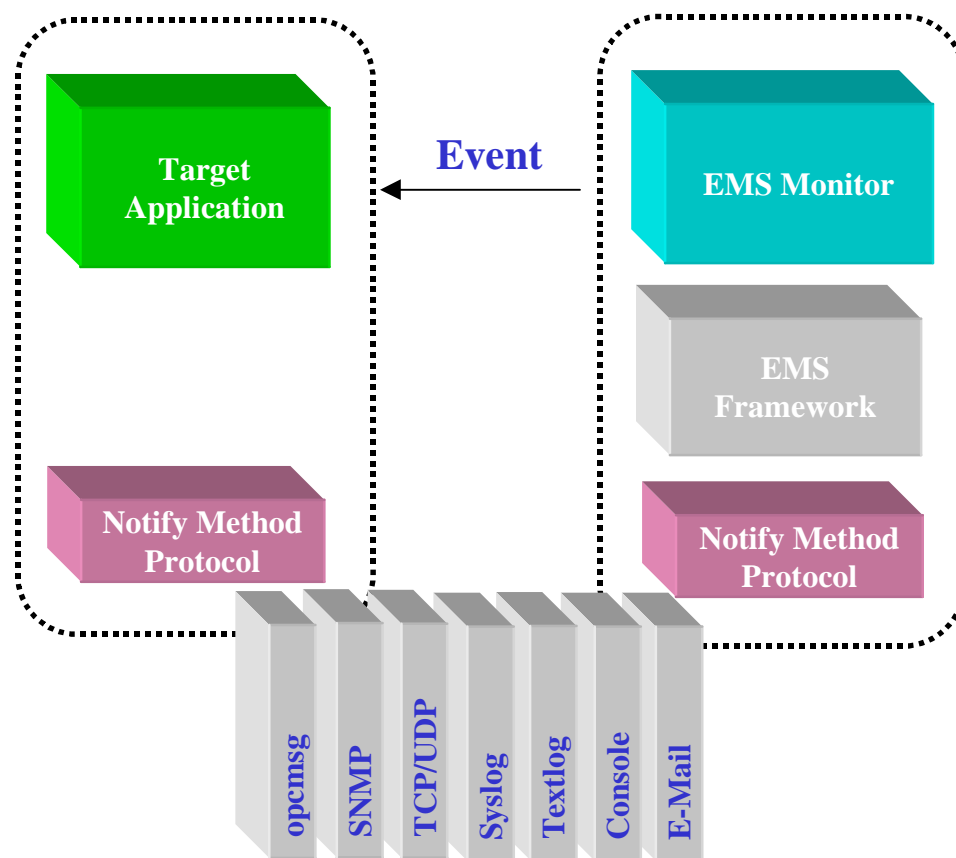 Target
Application
Event
EMS Monitor
EMS
Framework
Notify Method
Protocol
Notify Method
Protocol
opcmsg
SNMP
TCP/UDP
Syslog
Textlog
Console
E-Mail